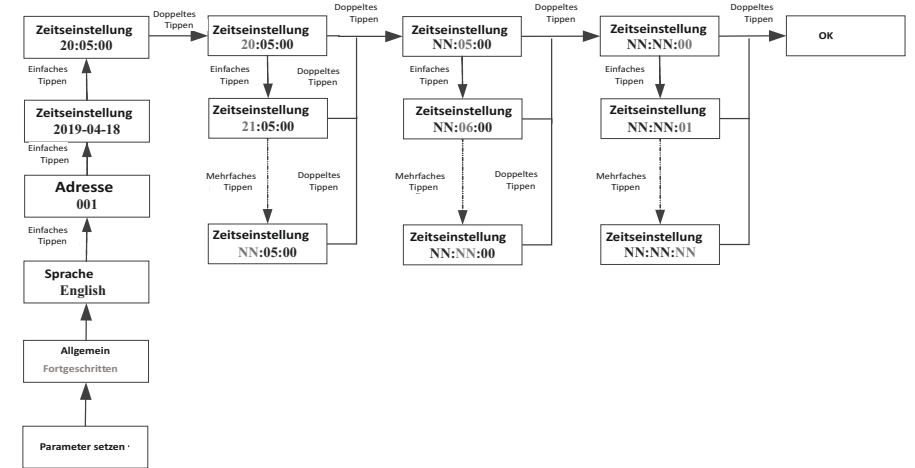 Zeitseinstellung
20:05:00
Doppeltes
Tippen
Zeitseinstellung
20:05:00
Doppeltes
Tippen
Zeitseinstellung
NN:05:00
Doppeltes
Tippen
Zeitseinstellung
NN:NN:00
Doppeltes
Tippen
OK
Einfaches
Tippen
Einfaches
Tippen
Doppeltes
Tippen
Einfaches
Tippen
Einfaches
Tippen
Zeitseinstellung
2019-04-18
Zeitseinstellung
21:05:00
Zeitseinstellung
NN:06:00
Zeitseinstellung
NN:NN:01
Einfaches
Tippen
Adresse
001
Mehrfaches
Tippen
Doppeltes
Tippen
Mehrfaches
Tippen
Doppeltes
Tippen
Mehrfaches
Tippen
Einfaches
Tippen
Zeitseinstellung
NN:05:00
Zeitseinstellung
NN:NN:00
Zeitseinstellung
NN:NN:NN
Sprache
English
Allgemein
Fortgeschritten
Parameter setzen